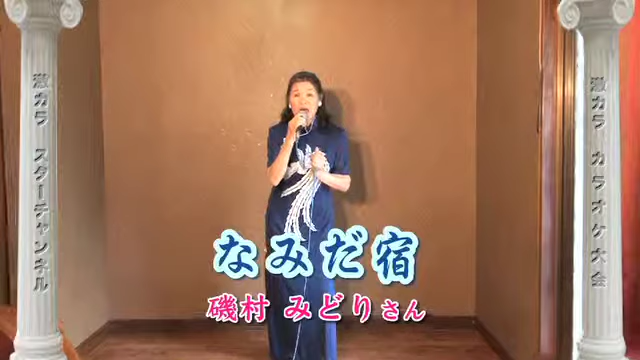 激カラ スターチャンネル
なみだ宿
磯村 みどりさん
激カラ カラオケ大会